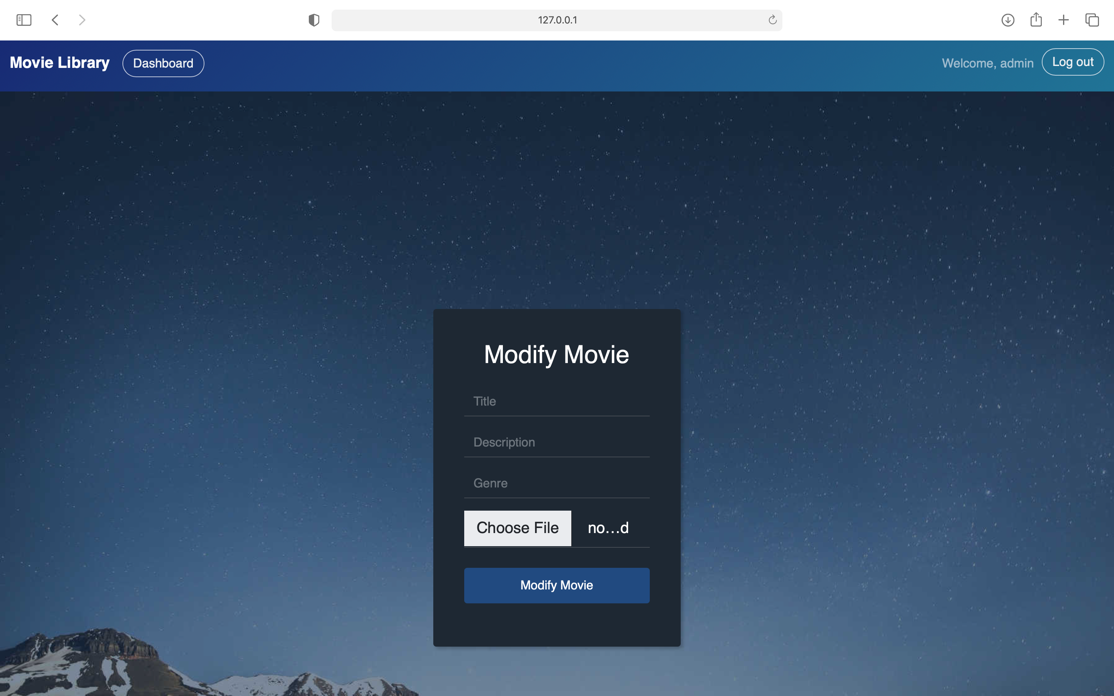 127.0.0.1
Movie Library Dashboard Welcome, admin Log out
Modify Movie
Title
Description
Genre
Choose File no...d
Modify Movie